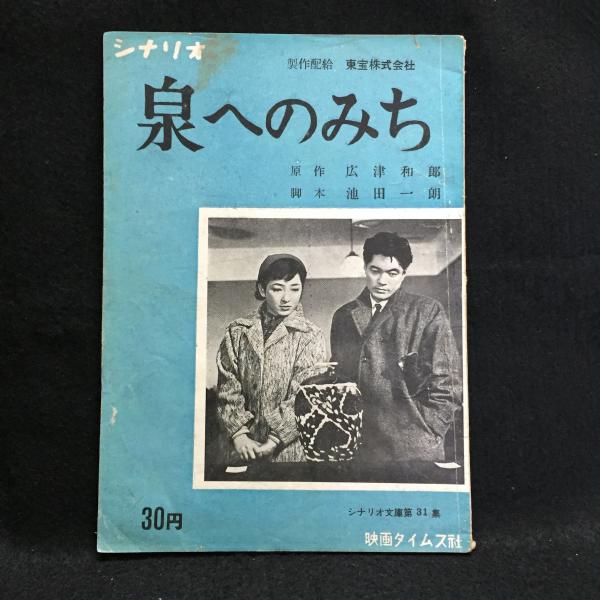 シナリオ
製作配給 東宝株式会社
泉へのみち
原作 広津和郎
脚本 池田一朗
30円
シナリオ文庫第31集
映画タイムス社